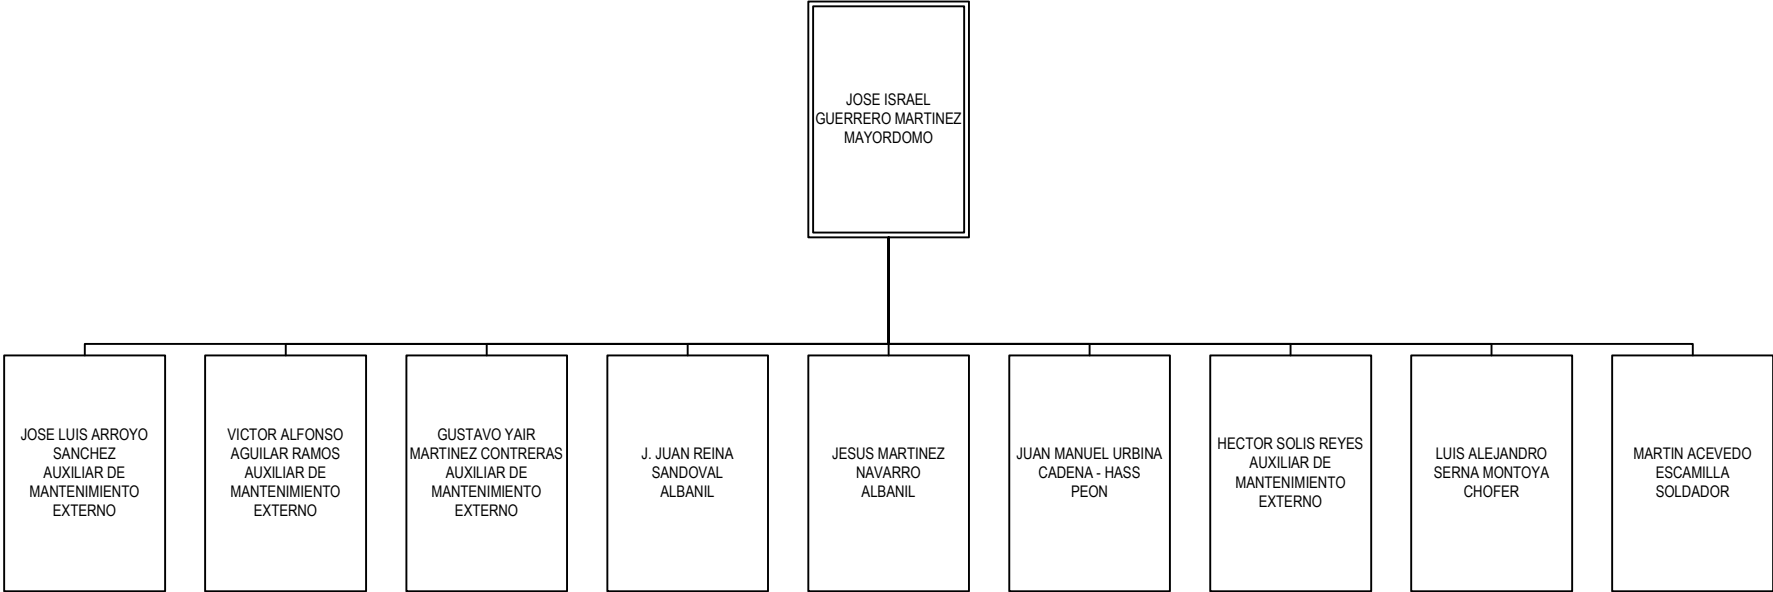 JOSE ISRAEL
GUERRERO MARTINEZ
MAYORDOMO
JOSE LUIS ARROYO
SANCHEZ
AUXILIAR DE
MANTENIMIENTO
EXTERNO
VICTOR ALFONSO
AGUILAR RAMOS
AUXILIAR DE
MANTENIMIENTO
EXTERNO
GUSTAVO YAIR
MARTINEZ CONTRERAS
AUXILIAR DE
MANTENIMIENTO
EXTERNO
J. JUAN REINA
SANDOVAL
ALBANIL
JESUS MARTINEZ
NAVARRO
ALBANIL
JUAN MANUEL URBINA
CADENA - HASS
PEON
HECTOR SOLIS REYES
AUXILIAR DE
MANTENIMIENTO
EXTERNO
LUIS ALEJANDRO
SERNA MONTOYA
CHOFER
MARTIN ACEVEDO
ESCAMILLA
SOLDADOR